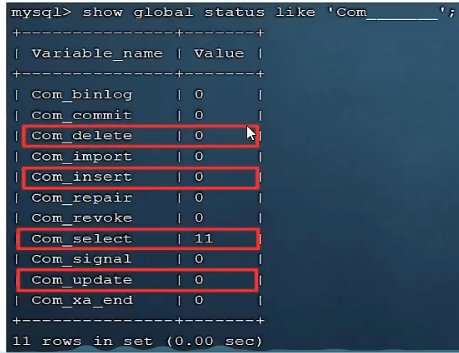 mysql> show global status like 'Com_______';
+---------------+-------+
| Variable_name | Value |
+---------------+-------+
| Com_binlog    | 0     |
| Com_commit    | 0     |
| Com_delete    | 0     |
| Com_import    | 0     |
| Com_insert    | 0     |
| Com_repair    | 0     |
| Com_revoke    | 0     |
| Com_select    | 11    |
| Com_signal    | 0     |
| Com_update    | 0     |
| Com_xa_end    | 0     |
+---------------+-------+
11 rows in set (0.00 sec)